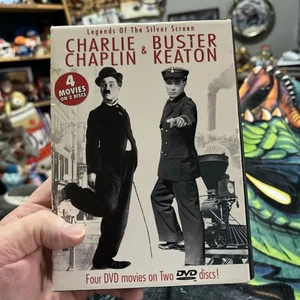 Legends Of The Silver Screen
CHARLIE & BUSTER
CHAPLIN KEATON
4
MOVIES
ON 2 DISCS
Four DVD movies on Two DVD discs!